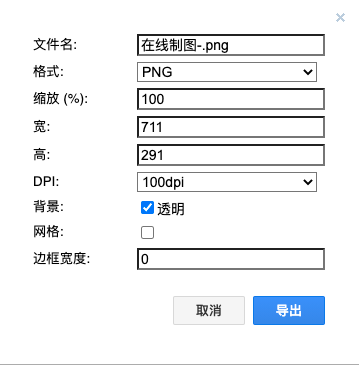 文件名: 在线制图-.png
格式: PNG
缩放 (%): 100
宽: 711
高: 291
DPI: 100dpi
背景: 透明
网格:
边框宽度: 0
取消 导出